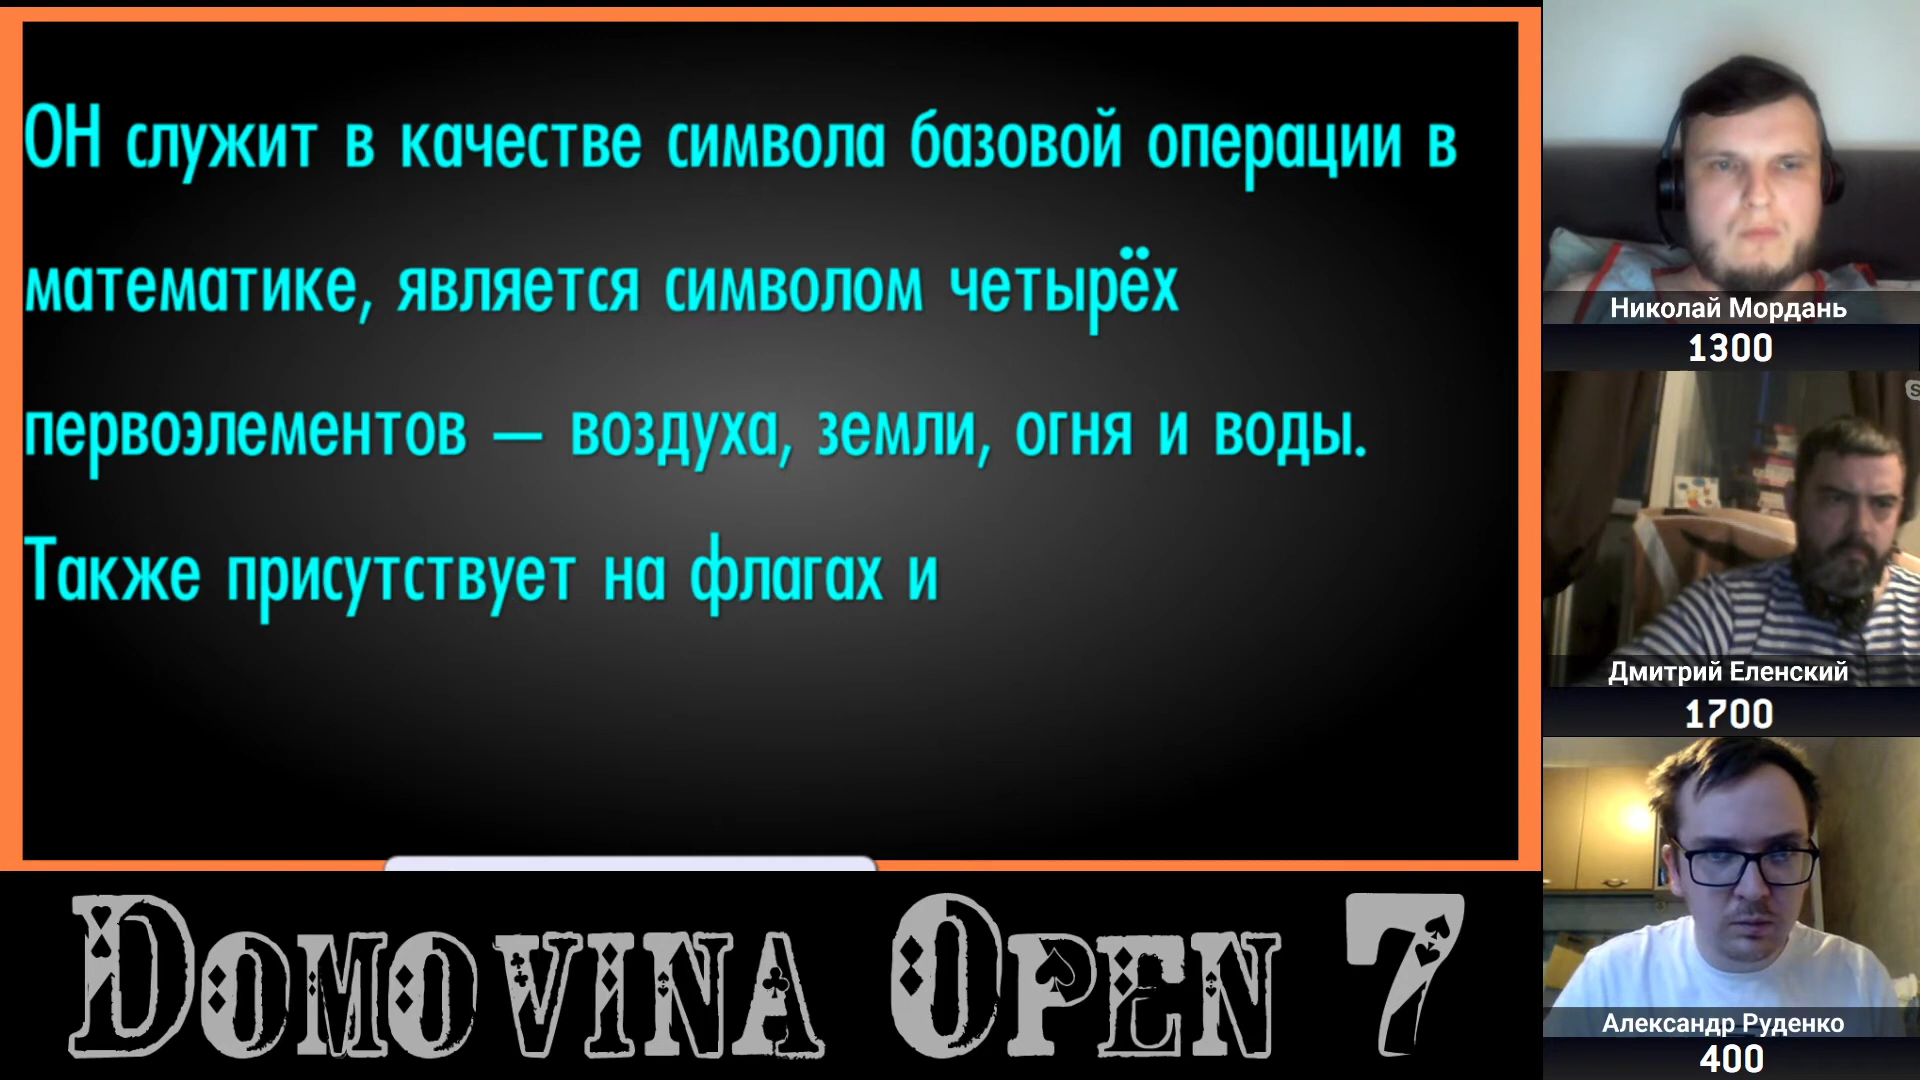 ОН служит в качестве символа базовой операции в
математике, является символом четырёх
первоэлементов — воздуха, земли, огня и воды.
Также присутствует на флагах и
Николай Мордань
1300
S
Дмитрий Еленский
1700
Александр Руденко
400
Domovina Open 7